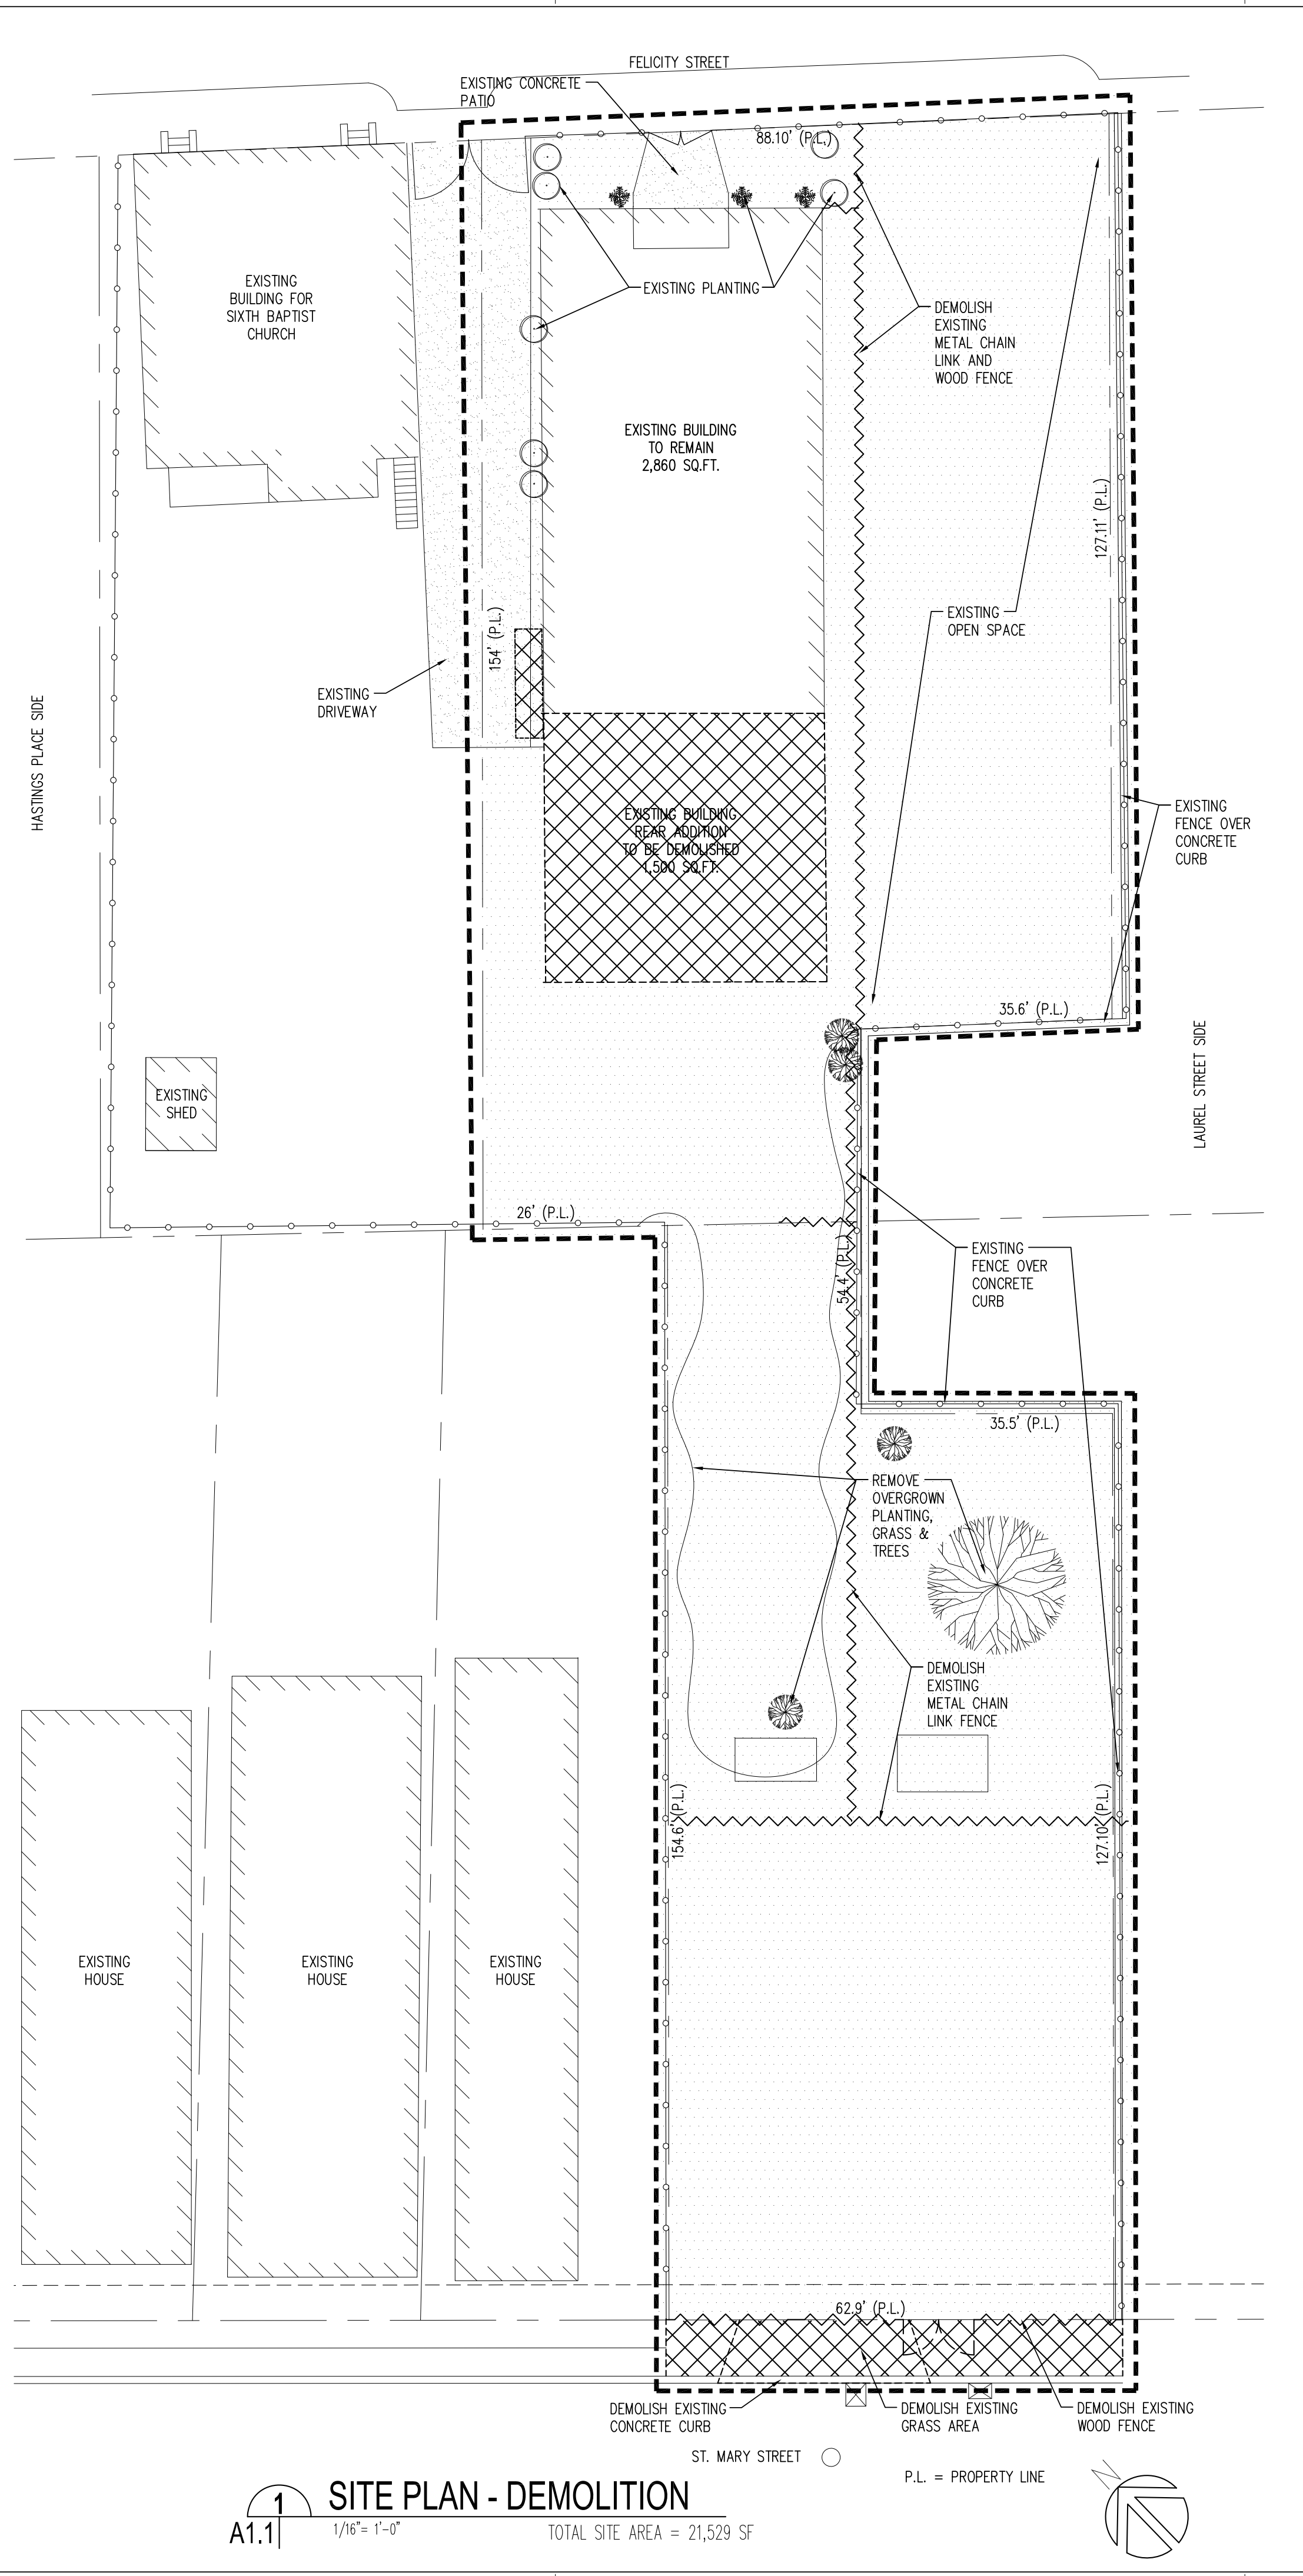 FELICITY STREET
EXISTING CONCRETE
PATIO
88.10' (P.L.)
EXISTING
BUILDING FOR
SIXTH BAPTIST
CHURCH
EXISTING PLANTING
DEMOLISH
EXISTING
METAL CHAIN
LINK AND
WOOD FENCE
EXISTING BUILDING
TO REMAIN
2,860 SQ.FT.
127.11' (P.L.)
154' (P.L.)
EXISTING
OPEN SPACE
EXISTING
DRIVEWAY
HASTINGS PLACE SIDE
EXISTING BUILDING
REAR ADDITION
TO BE DEMOLISHED
1,500 SQ.FT.
EXISTING
FENCE OVER
CONCRETE
CURB
35.6' (P.L.)
LAUREL STREET SIDE
EXISTING
SHED
26' (P.L.)
54.4' (P.L.)
EXISTING
FENCE OVER
CONCRETE
CURB
35.5' (P.L.)
REMOVE
OVERGROWN
PLANTING,
GRASS &
TREES
DEMOLISH
EXISTING
METAL CHAIN
LINK FENCE
154.6' (P.L.)
127.10' (P.L.)
EXISTING
HOUSE
EXISTING
HOUSE
EXISTING
HOUSE
62.9' (P.L.)
DEMOLISH EXISTING
CONCRETE CURB
DEMOLISH EXISTING
GRASS AREA
DEMOLISH EXISTING
WOOD FENCE
ST. MARY STREET
P.L. = PROPERTY LINE
N
1
A1.1
SITE PLAN - DEMOLITION
1/16"= 1'-0"
TOTAL SITE AREA = 21,529 SF